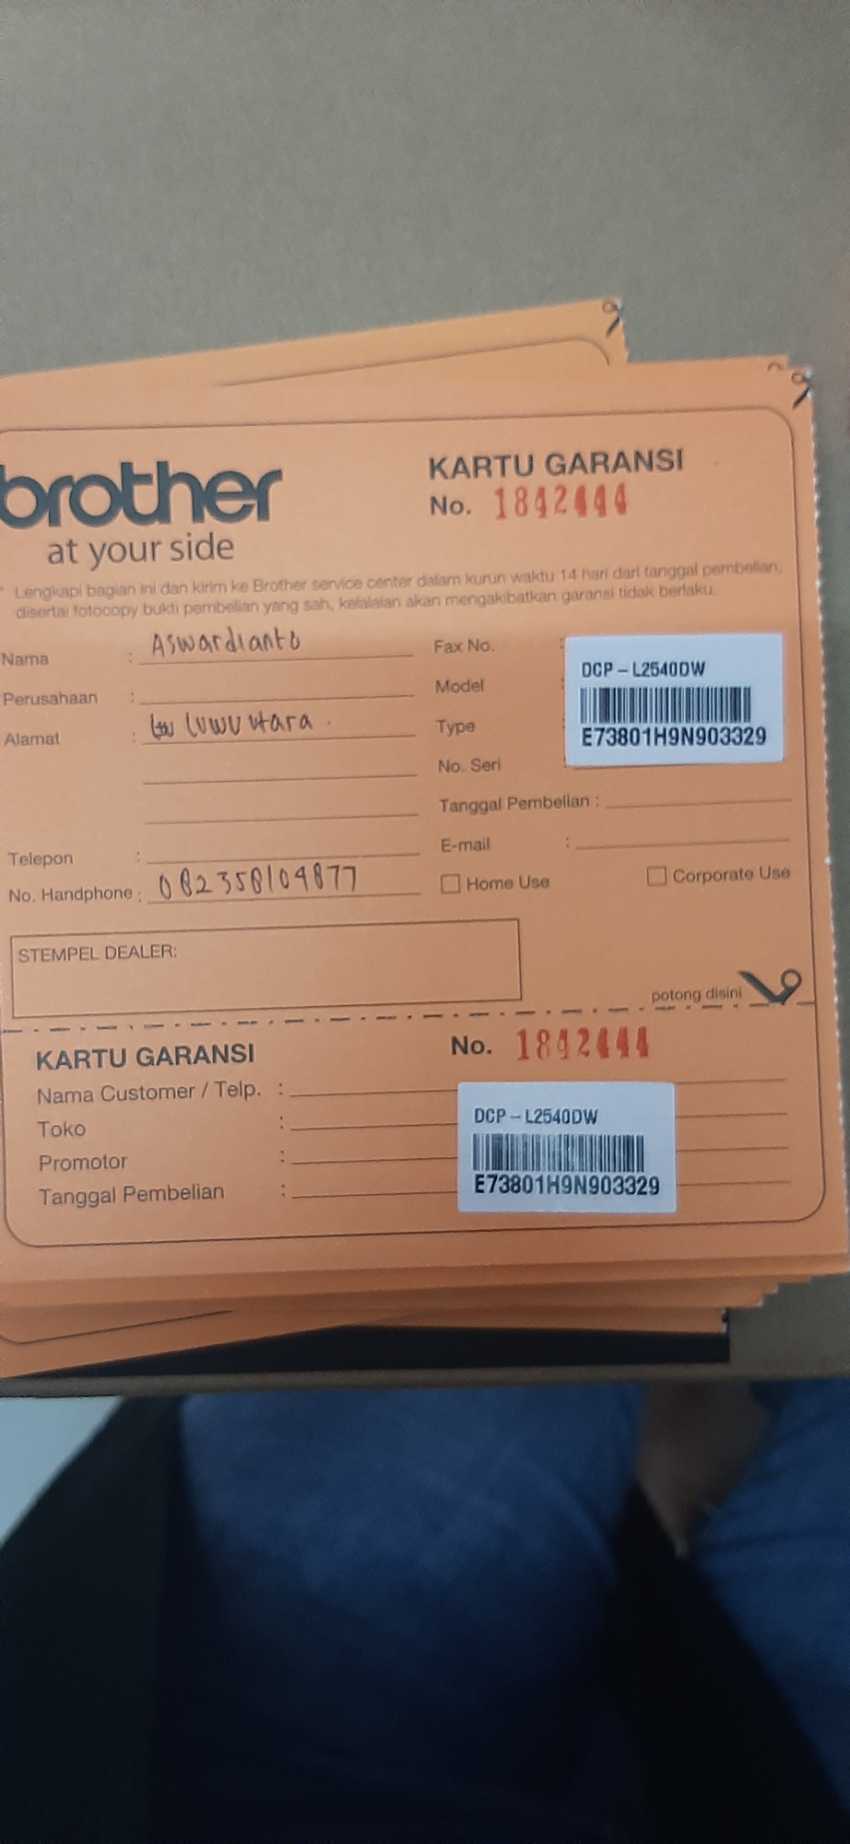 brother
at your side
KARTU GARANSI
No. 1842444
* Lengkapi bagian ini dan kirim ke Brother service center dalam kurun waktu 14 hari dari tanggal pembelian,
disertai fotocopy bukti pembelian yang sah, kelalaian akan mengakibatkan garansi tidak berlaku.
Nama : Aswardianto
Perusahaan :
Alamat : Luwu utara .
Telepon :
No. Handphone : 082358109877
Fax No. :
Model :
Type
No. Seri
DCP-L2540DW
E73801H9N903329
Tanggal Pembelian :
E-mail :
Home Use
Corporate Use
STEMPEL DEALER:
potong disini
KARTU GARANSI
No. 1842444
Nama Customer / Telp. :
Toko :
Promotor :
Tanggal Pembelian :
DCP-L2540DW
E73801H9N903329